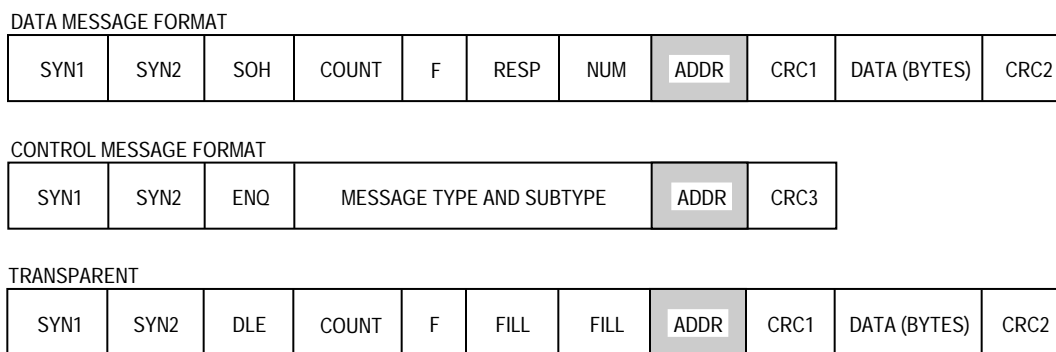 DATA MESSAGE FORMAT
SYN1 SYN2 SOH COUNT F RESP NUM ADDR CRC1 DATA (BYTES) CRC2
CONTROL MESSAGE FORMAT
SYN1 SYN2 ENQ MESSAGE TYPE AND SUBTYPE ADDR CRC3
TRANSPARENT
SYN1 SYN2 DLE COUNT F FILL FILL ADDR CRC1 DATA (BYTES) CRC2